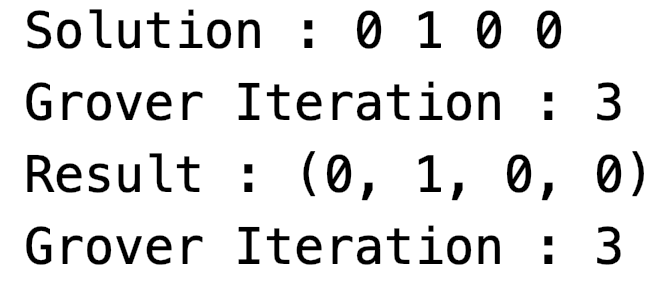 Solution : 0 1 0 0
Grover Iteration : 3
Result : (0, 1, 0, 0)
Grover Iteration : 3